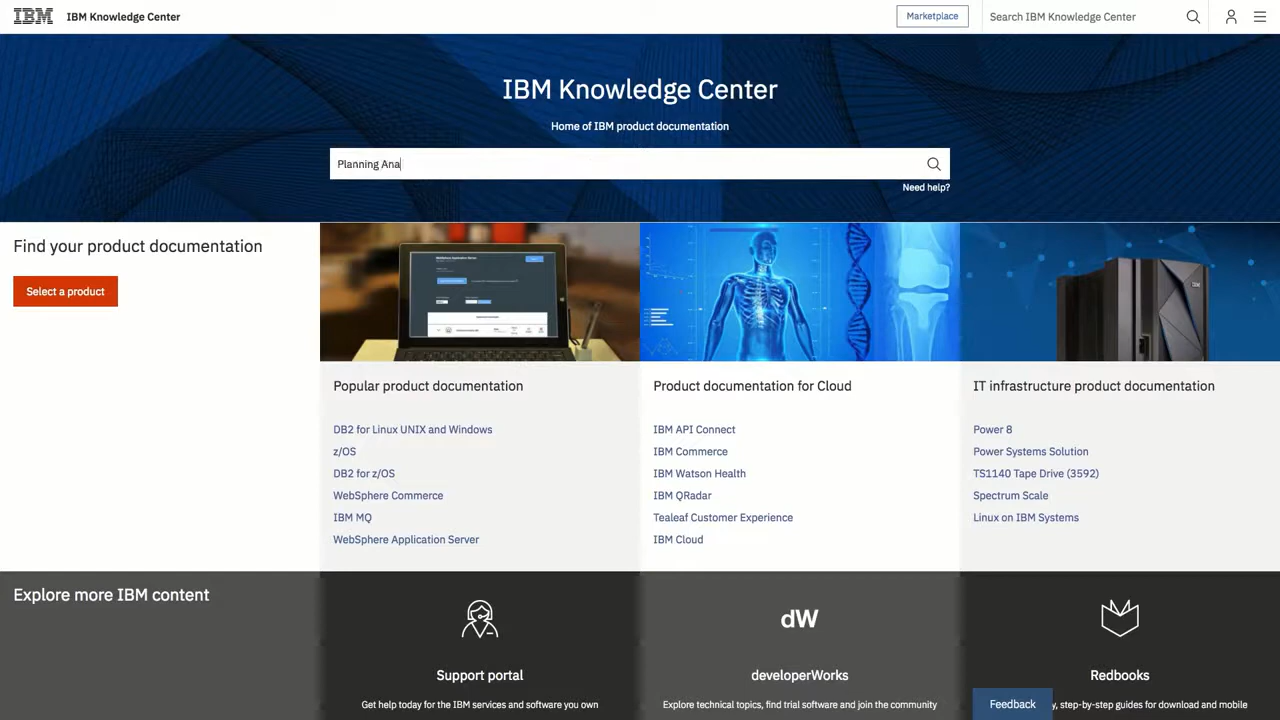 IBM
IBM Knowledge Center
Marketplace
Search IBM Knowledge Center
IBM Knowledge Center
Home of IBM product documentation
Planning Ana
Need help?
Find your product documentation
Select a product
Popular product documentation
DB2 for Linux UNIX and Windows
z/OS
DB2 for z/OS
WebSphere Commerce
IBM MQ
WebSphere Application Server
Product documentation for Cloud
IBM API Connect
IBM Commerce
IBM Watson Health
IBM QRadar
Tealeaf Customer Experience
IBM Cloud
IT infrastructure product documentation
Power 8
Power Systems Solution
TS1140 Tape Drive (3592)
Spectrum Scale
Linux on IBM Systems
Explore more IBM content
Support portal
Get help today for the IBM services and software you own
dW
developerWorks
Explore technical topics, find trial software and join the community
Redbooks
Feedback
y, step-by-step guides for download and mobile